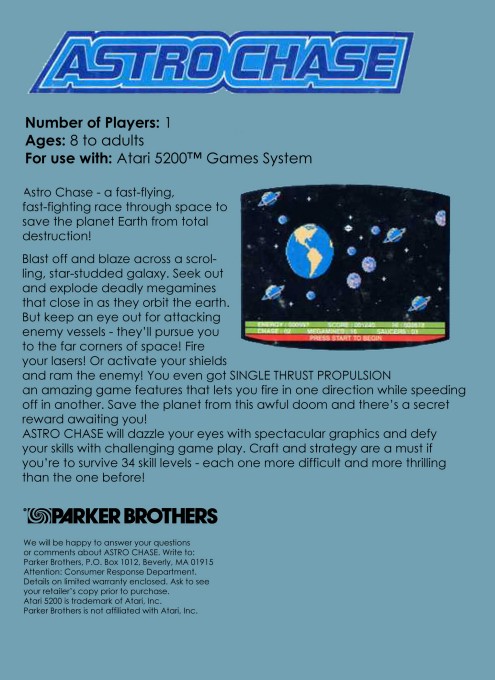 ASTRO CHASE
Number of Players: 1
Ages: 8 to adults
For use with: Atari 5200™ Games System
Astro Chase - a fast-flying,
fast-fighting race through space to
save the planet Earth from total
destruction!
Blast off and blaze across a scrol-
ling, star-studded galaxy. Seek out
and explode deadly megamines
that close in as they orbit the earth.
But keep an eye out for attacking
enemy vessels - they'll pursue you
to the far corners of space! Fire
your lasers! Or activate your shields
and ram the enemy! You even got SINGLE THRUST PROPULSION
an amazing game features that lets you fire in one direction while speeding
off in another. Save the planet from this awful doom and there's a secret
reward awaiting you!
ASTRO CHASE will dazzle your eyes with spectacular graphics and defy
your skills with challenging game play. Craft and strategy are a must if
you're to survive 34 skill levels - each one more difficult and more thrilling
than the one before!
ENERGY SCORE HI
CHASE MEGAMINES SAUCERS
PRESS START TO BEGIN
PARKER BROTHERS
We will be happy to answer your questions
or comments about ASTRO CHASE. Write to:
Parker Brothers, P.O. Box 1012, Beverly, MA 01915
Attention: Consumer Response Department.
Details on limited warranty enclosed. Ask to see
your retailer's copy prior to purchase.
Atari 5200 is trademark of Atari, Inc.
Parker Brothers is not affiliated with Atari, Inc.